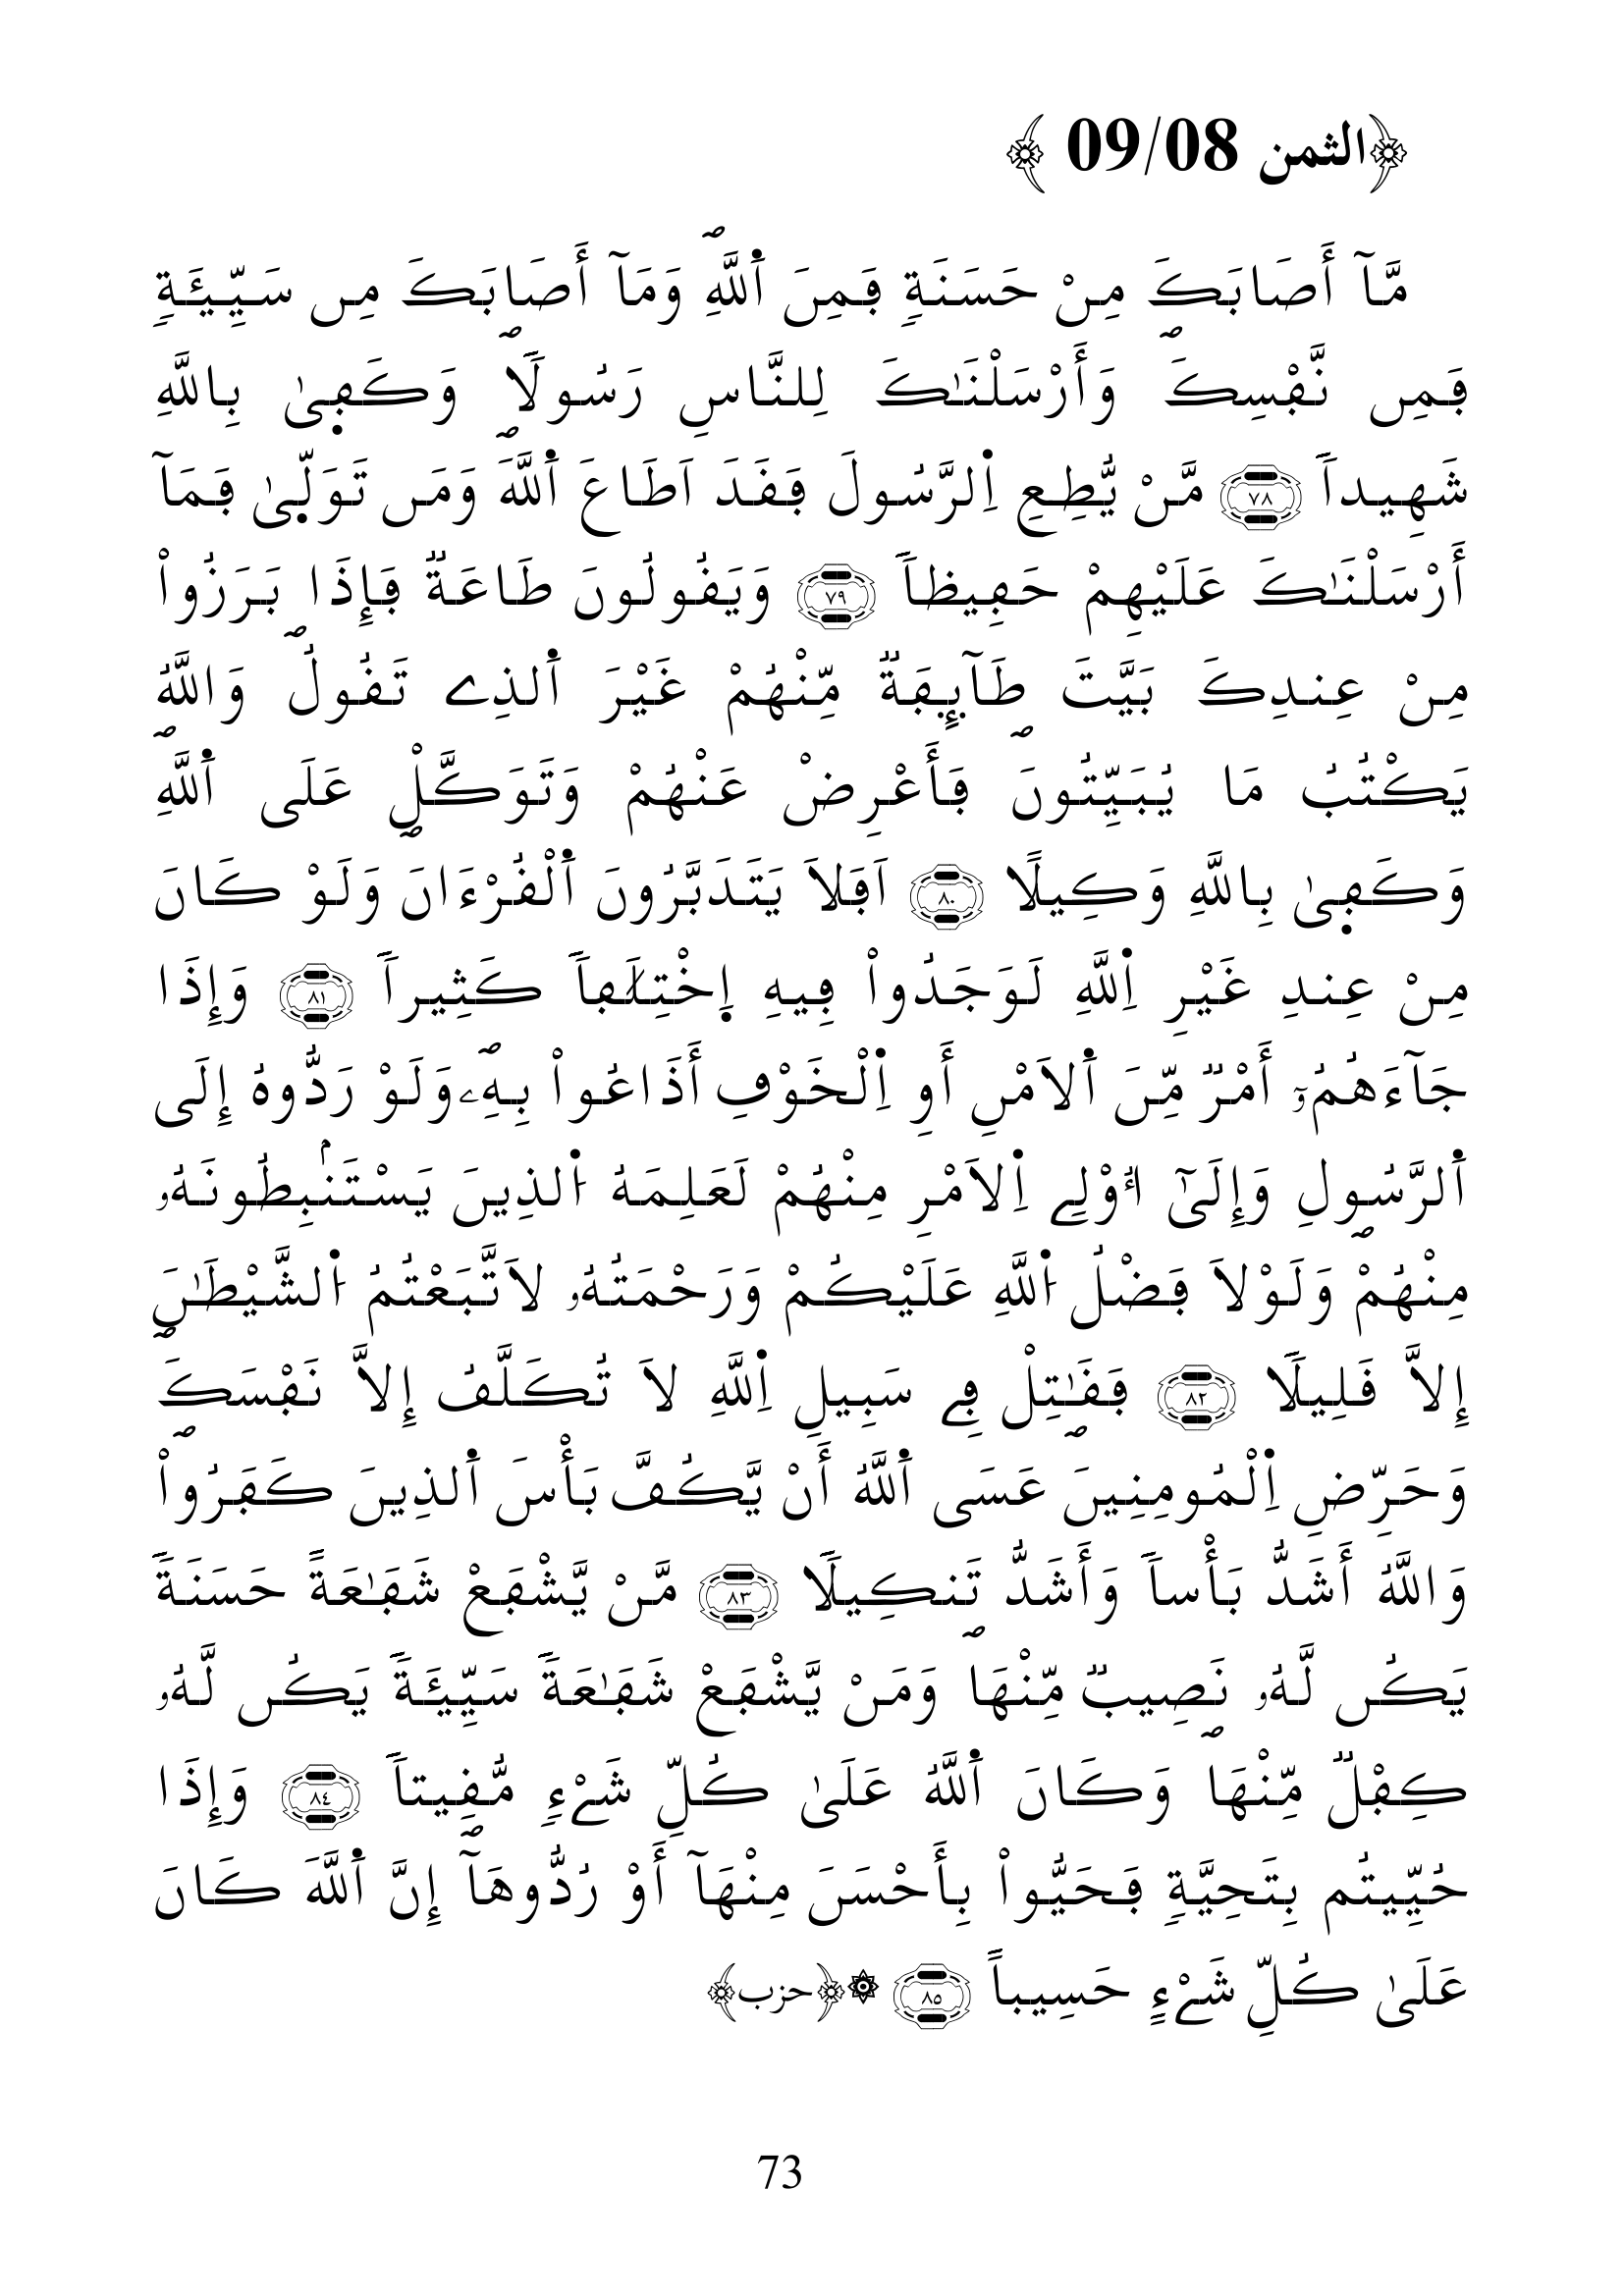 ﴿الثمن 09/08 ﴾
مَّآ أَصَابَكَ مِنْ حَسَنَةٖ فَمِنَ اَ۬للَّهِۖ وَمَآ أَصَابَكَ مِن سَيِّئَةٖ
فَمِن نَّفْسِكَۖ وَأَرْسَلْنَٰكَ لِلنَّاسِ رَسُولاٗۖ وَكَف۪ىٰ بِاللَّهِ
شَهِيداٗ ٧٨ مَّنْ يُّطِعِ اِ۬لرَّسُولَ فَقَدَ اَطَاعَ اَ۬للَّهَۖ وَمَن تَوَلّ۪ىٰ فَمَآ
أَرْسَلْنَٰكَ عَلَيْهِمْ حَفِيظاٗ ٧٩ وَيَقُولُونَ طَاعَةٞ فَإِذَا بَرَزُواْ
مِنْ عِندِكَ بَيَّتَ طَآئِفَةٞ مِّنْهُمْ غَيْرَ اَ۬لذِے تَقُولُۖ وَاللَّهُ
يَكْتُبُ مَا يُبَيِّتُونَۖ فَأَعْرِضْ عَنْهُمْ وَتَوَكَّلْ عَلَى اَ۬للَّهِۖ
وَكَف۪ىٰ بِاللَّهِ وَكِيلاًۖ ٨٠ اَفَلاَ يَتَدَبَّرُونَ اَ۬لْقُرْءَانَ وَلَوْ كَانَ
مِنْ عِندِ غَيْرِ اِ۬للَّهِ لَوَجَدُواْ فِيهِ اِ۪خْتِلَٰفاٗ كَثِيراٗ ٨١ وَإِذَا
جَآءَهُمُۥٓ أَمْرٞ مِّنَ اَ۬لاَمْنِ أَوِ اِ۬لْخَوْفِ أَذَاعُواْ بِهِۦۖ وَلَوْ رَدُّوهُ إِلَى
اَ۬لرَّسُولِ وَإِلَىٰٓ أُوْلِے اِ۬لاَمْرِ مِنْهُمْ لَعَلِمَهُ اُ۬لذِينَ يَسْتَنۢبِطُونَهُۥ
مِنْهُمْۖ وَلَوْلاَ فَضْلُ اُ۬للَّهِ عَلَيْكُمْ وَرَحْمَتُهُۥ لاَتَّبَعْتُمُ اُ۬لشَّيْطَٰنَ
إِلاَّ قَلِيلاٗۖ ٨٢ فَقَٰتِلْ فِے سَبِيلِ اِ۬للَّهِ لاَ تُكَلَّفُ إِلاَّ نَفْسَكَۖ
وَحَرِّضِ اِ۬لْمُومِنِينَۖ عَسَى اَ۬للَّهُ أَنْ يَّكُفَّ بَأْسَ اَ۬لذِينَ كَفَرُواْ
وَاللَّهُ أَشَدُّ بَأْساٗ وَأَشَدُّ تَنكِيلاٗۖ ٨٣ مَّنْ يَّشْفَعْ شَفَٰعَةً حَسَنَةٗ
يَكُن لَّهُۥ نَصِيبٞ مِّنْهَاۖ وَمَنْ يَّشْفَعْ شَفَٰعَةٗ سَيِّئَةٗ يَكُن لَّهُۥ
كِفْلٞ مِّنْهَاۖ وَكَانَ اَ۬للَّهُ عَلَىٰ كُلِّ شَےْءٖ مُّقِيتاٗ ٨٤ وَإِذَا
حُيِّيتُم بِتَحِيَّةٖ فَحَيُّواْ بِأَحْسَنَ مِنْهَآ أَوْ رُدُّوهَآۖ إِنَّ اَ۬للَّهَ كَانَ
عَلَىٰ كُلِّ شَےْءٍ حَسِيباً ٨٥ ۞﴿حزب﴾
73